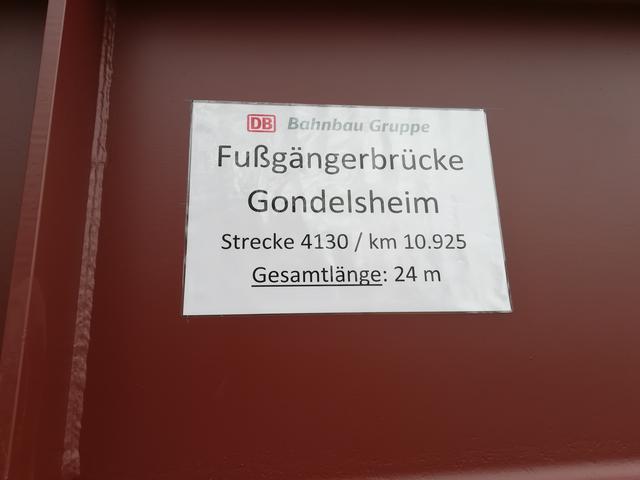 DB Bahnbau Gruppe
Fußgängerbrücke
Gondelsheim
Strecke 4130 / km 10.925
Gesamtlänge: 24 m